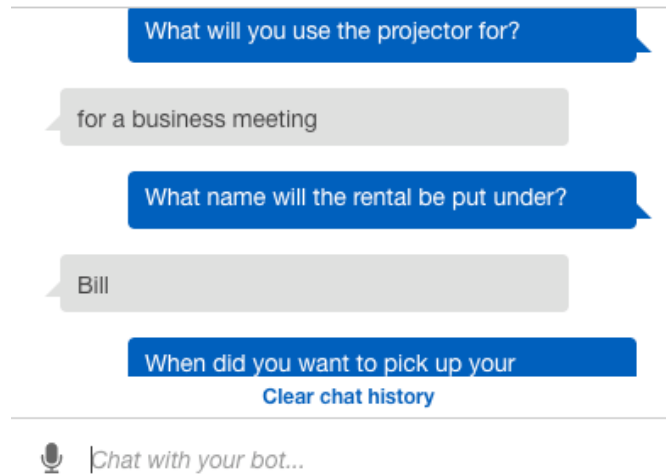 What will you use the projector for?
for a business meeting
What name will the rental be put under?
Bill
When did you want to pick up your
Clear chat history
Chat with your bot...